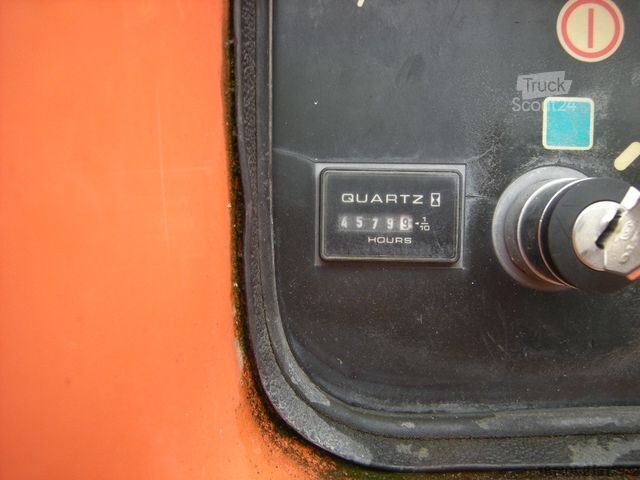 Truck
Scout24
QUARTZ
45799 1/10
HOURS